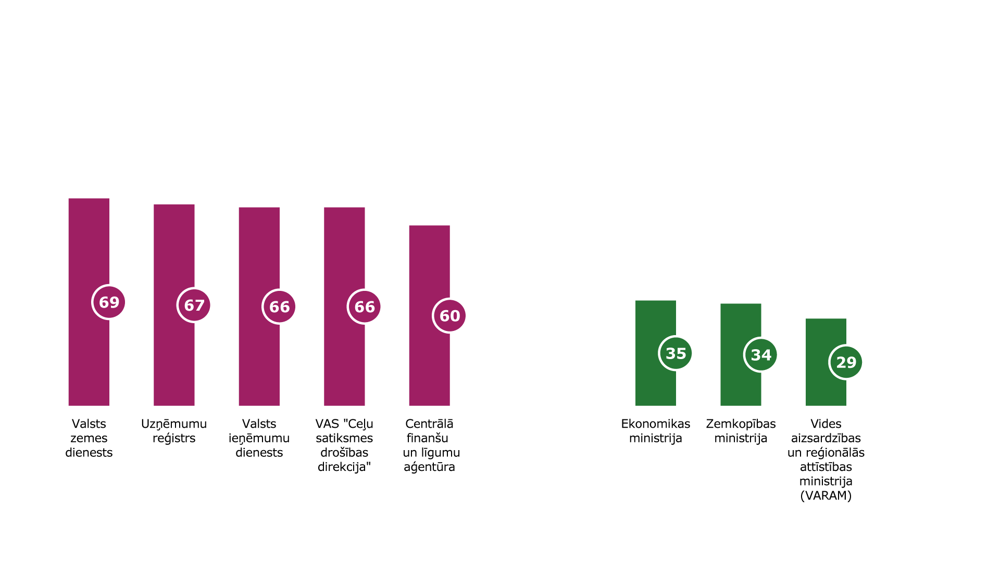 69
67
66
66
60
35
34
29
Valsts
zemes
dienests
Uzņēmumu
reģistrs
Valsts
ieņēmumu
dienests
VAS "Ceļu
satiksmes
drošības
direkcija"
Centrālā
finanšu
un līgumu
aģentūra
Ekonomikas
ministrija
Zemkopības
ministrija
Vides
aizsardzības
un reģionālās
attīstības
ministrija
(VARAM)